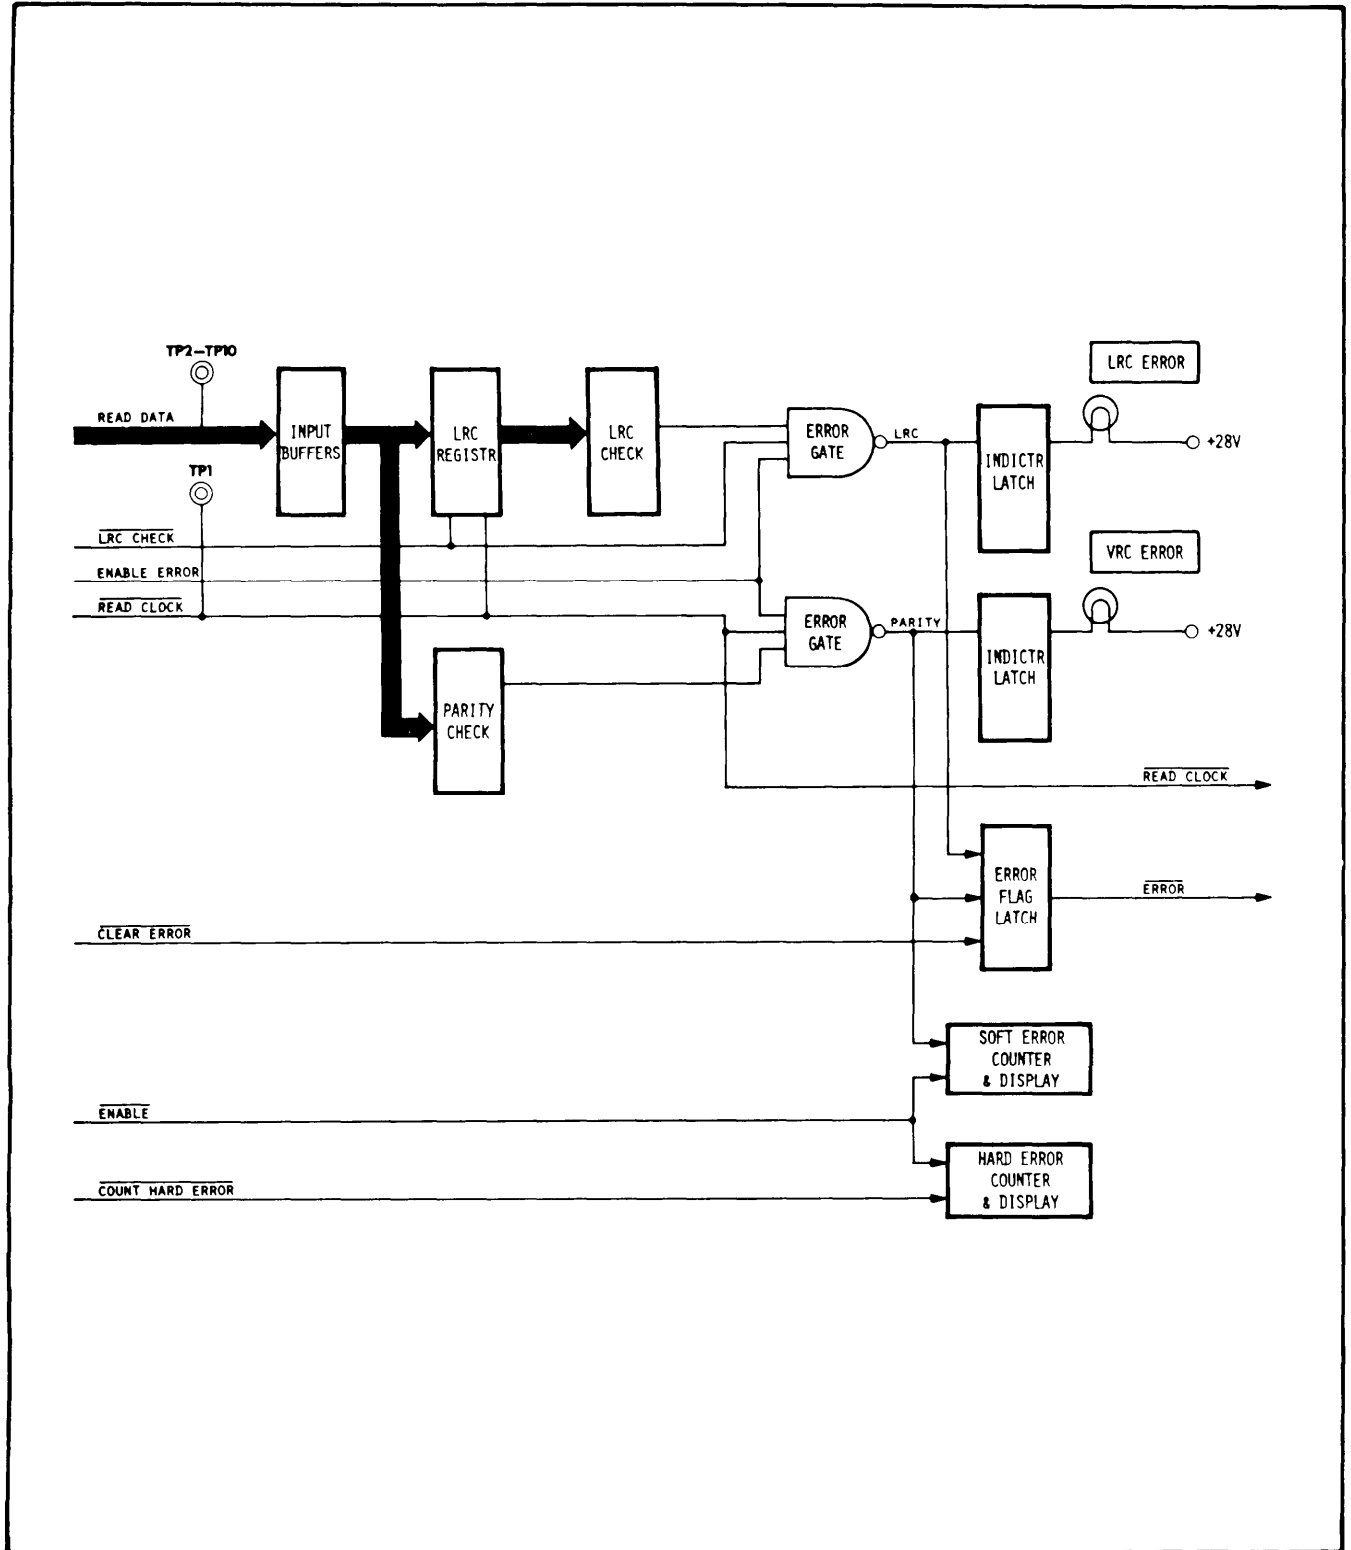 TP2-TP10
READ DATA
INPUT
BUFFERS
LRC
REGISTR
LRC
CHECK
ERROR
GATE
LRC
INDICTR
LATCH
LRC ERROR
+28V
TP1
LRC CHECK
ENABLE ERROR
READ CLOCK
ERROR
GATE
PARITY
INDICTR
LATCH
VRC ERROR
+28V
PARITY
CHECK
READ CLOCK
ERROR
FLAG
LATCH
ERROR
CLEAR ERROR
SOFT ERROR
COUNTER
& DISPLAY
ENABLE
HARD ERROR
COUNTER
& DISPLAY
COUNT HARD ERROR